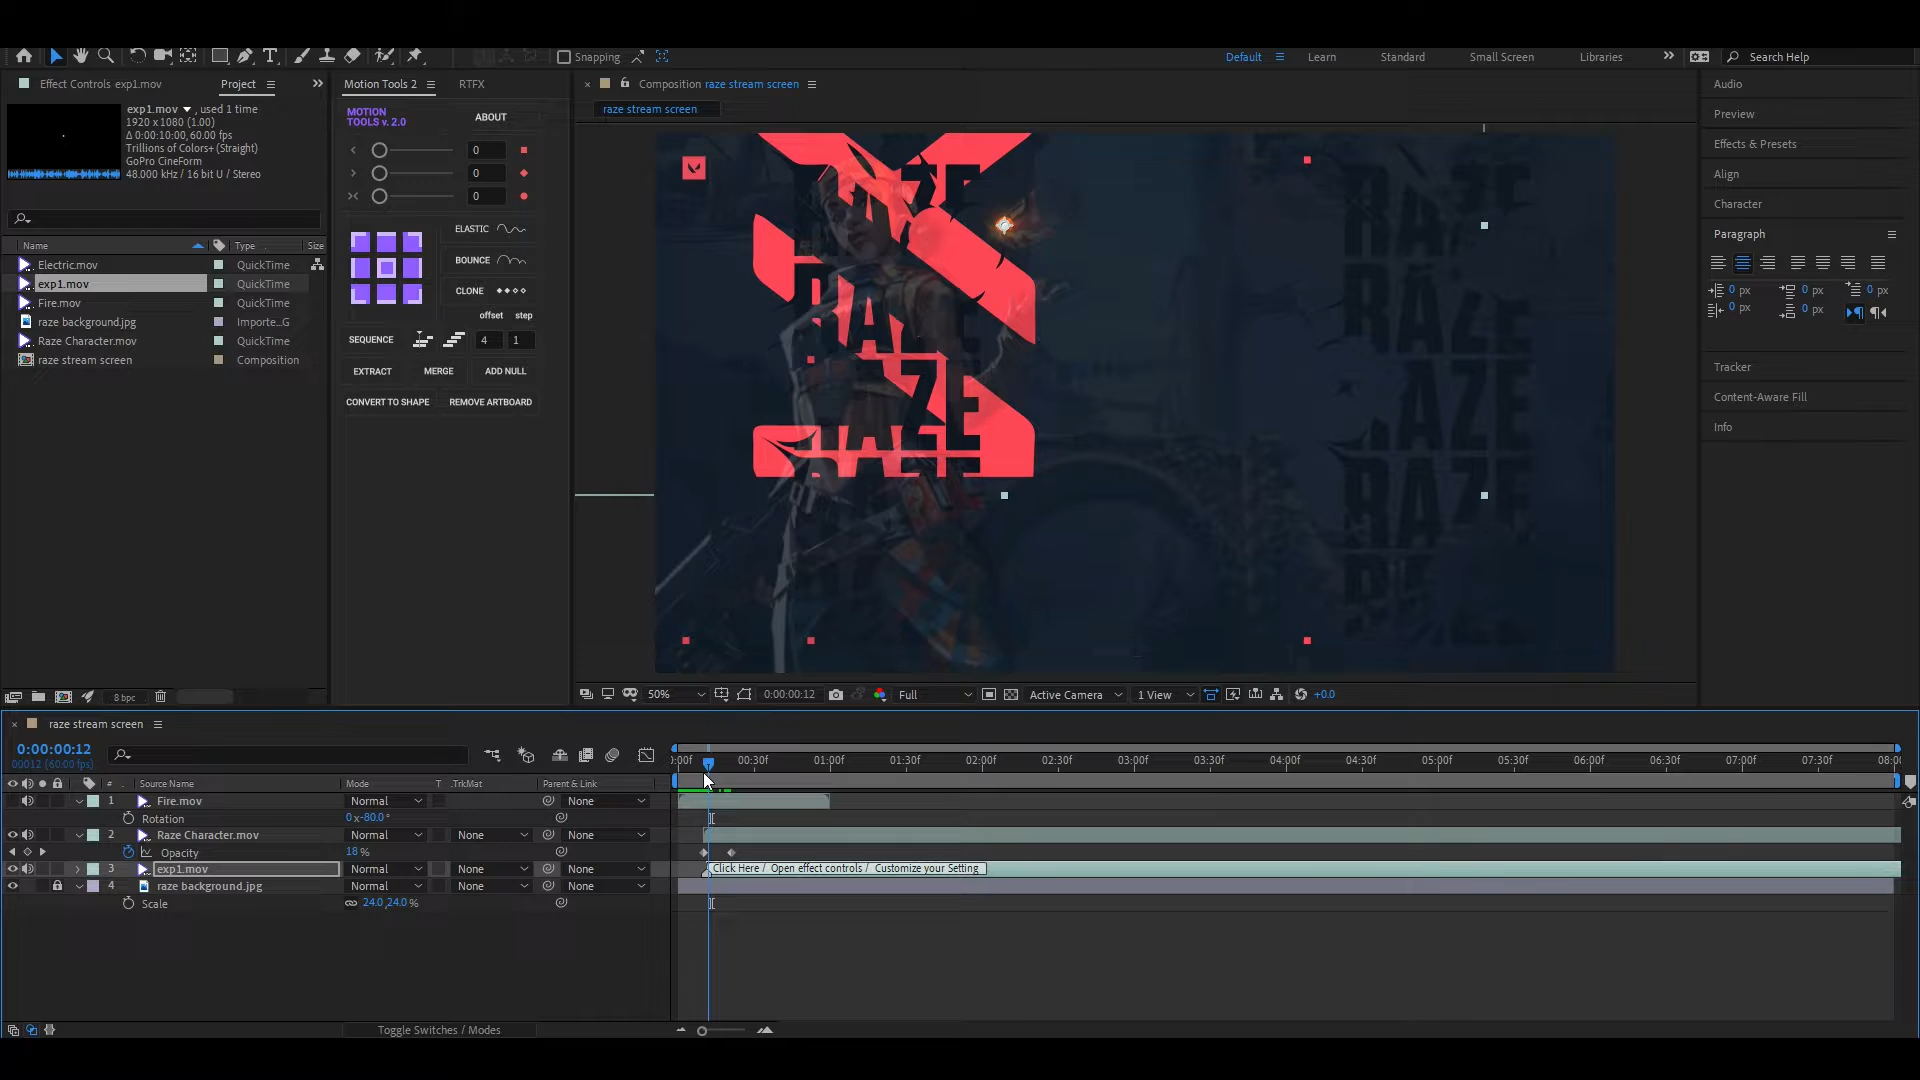 Snapping
Default
Learn
Standard
Small Screen
Libraries
Search Help
Effect Controls exp1.mov
Project
Motion Tools 2
RTFX
Composition raze stream screen
raze stream screen
exp1.mov , used 1 time
1920 x 1080 (1.00)
Δ 0:00:10:00, 60.00 fps)
Trillions of Colors+ (Straight)
GoPro CineForm
48.000 kHz / 16 bit U / Stereo
Name Type Size
Electric.mov QuickTime
exp1.mov QuickTime
Fire.mov QuickTime
raze background.jpg Importe...G
Raze Character.mov QuickTime
raze stream screen Composition
8 bpc
MOTION
TOOLS v. 2.0
ABOUT
0
0
0
ELASTIC
BOUNCE
CLONE
offset step
SEQUENCE 4 1
EXTRACT MERGE ADD NULL
CONVERT TO SHAPE REMOVE ARTBOARD
RAZE
RAZE
RAZE
RAZE
RAZE
RAZE
50%
0:00:00:12
Full
Active Camera
1 View
+0.0
Audio
Preview
Effects & Presets
Align
Character
Paragraph
0 px 0 px 0 px
0 px 0 px
Tracker
Content-Aware Fill
Info
raze stream screen
0:00:00:12
00012 (60.00 fps)
# Source Name Mode T .TrkMat Parent & Link
1 Fire.mov Normal None
Rotation 0x-80.0°
2 Raze Character.mov Normal None None
Opacity 18 %
3 exp1.mov Normal None None
4 raze background.jpg Normal None None
Scale 24.0,24.0 %
:00f 00:30f 01:00f 01:30f 02:00f 02:30f 03:00f 03:30f 04:00f 04:30f 05:00f 05:30f 06:00f 06:30f 07:00f 07:30f 08:00
Click Here / Open effect controls / Customize your Setting
Toggle Switches / Modes